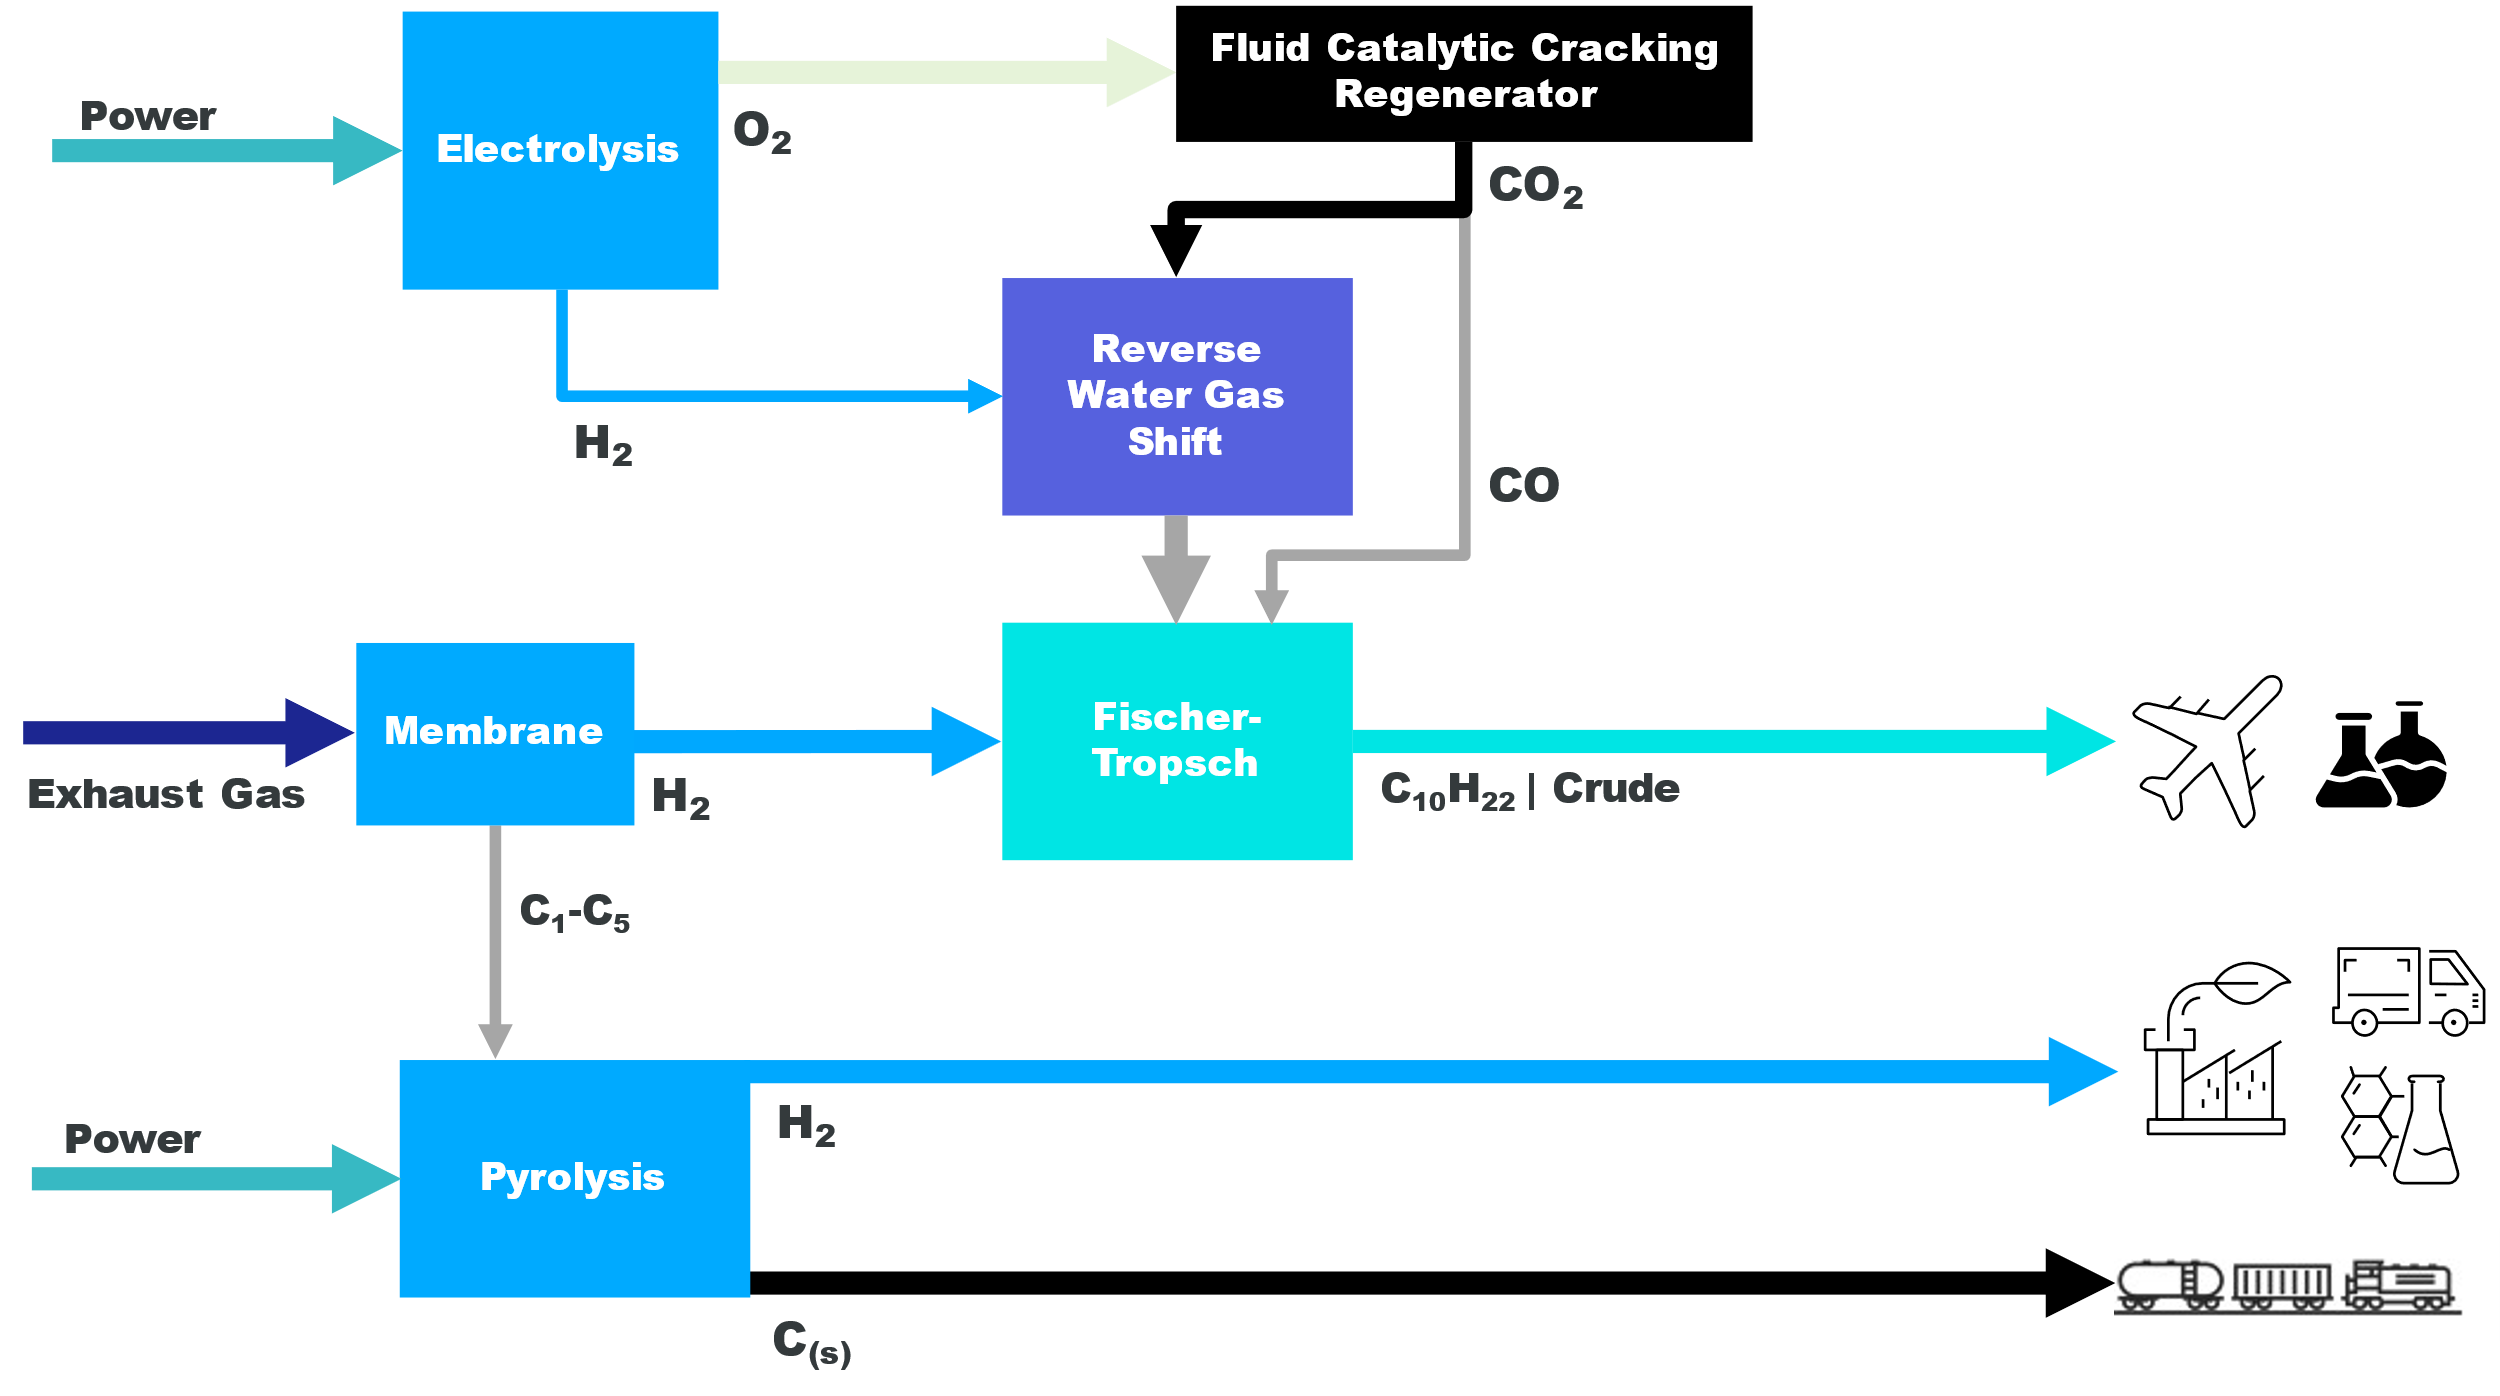 Fluid Catalytic Cracking
Regenerator
Power
Electrolysis
O₂
CO₂
Reverse
Water Gas
Shift
H₂
CO
Membrane
Fischer-
Tropsch
Exhaust Gas
H₂
C₁₀H₂₂ | Crude
C₁-C₅
Power
H₂
Pyrolysis
C₍s₎